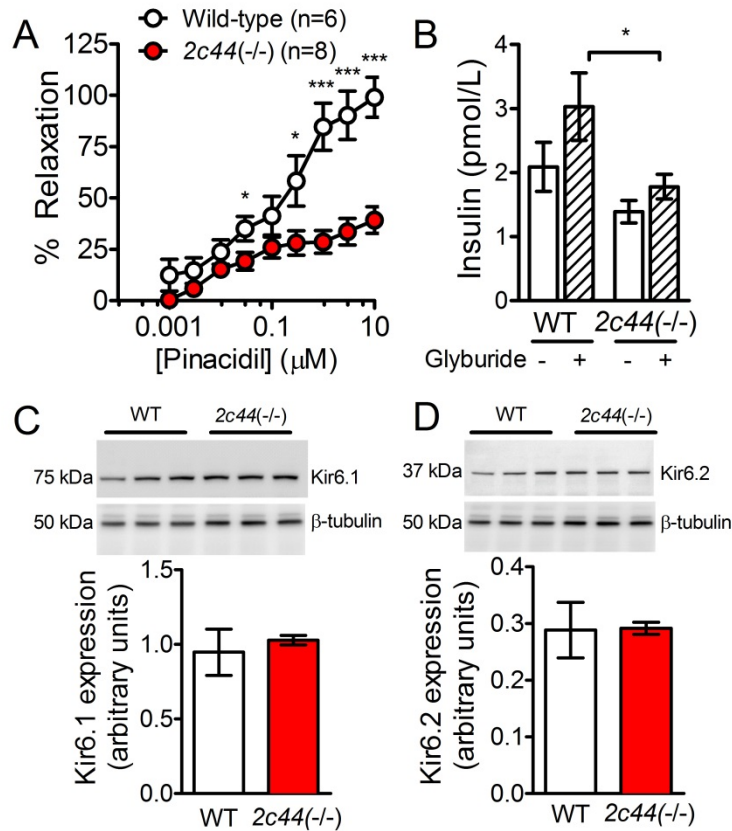 A
Wild-type (n=6)
2c44(-/-) (n=8)
% Relaxation
125
100
75
50
25
0
*
*
***
***
***
0.001
0.1
10
[Pinacidil] (μM)
B
Insulin (pmol/L)
4
3
2
1
0
*
WT
2c44(-/-)
Glyburide - + - +
C
WT
2c44(-/-)
75 kDa
Kir6.1
50 kDa
β-tubulin
Kir6.1 expression
(arbitrary units)
1.5
1.0
0.5
0.0
WT
2c44(-/-)
D
WT
2c44(-/-)
37 kDa
Kir6.2
50 kDa
β-tubulin
Kir6.2 expression
(arbitrary units)
0.4
0.3
0.2
0.1
0.0
WT
2c44(-/-)